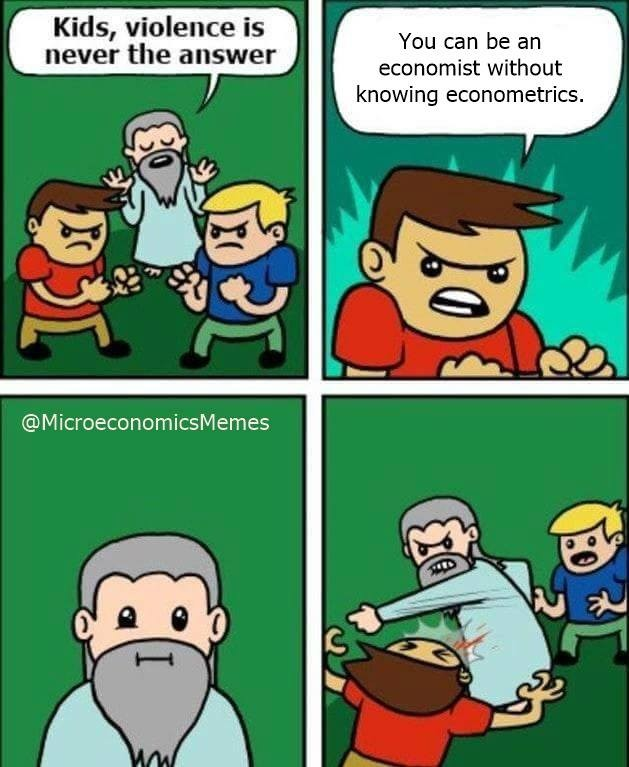 Kids, violence is
never the answer
You can be an
economist without
knowing econometrics.
@MicroeconomicsMemes